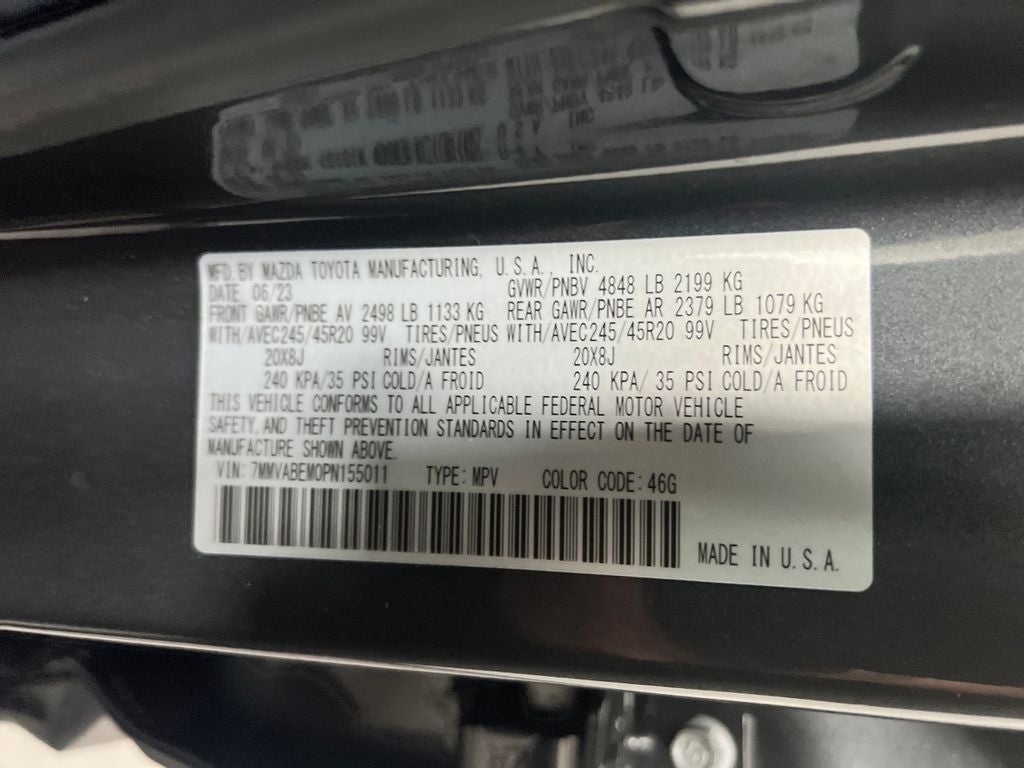 MFD. BY MAZDA TOYOTA MANUFACTURING, U.S.A., INC.
DATE 06/23 GVWR/PNBV 4848 LB 2199 KG
FRONT GAWR/PNBE AV 2498 LB 1133 KG REAR GAWR/PNBE AR 2379 LB 1079 KG
WITH/AVEC245/45R20 99V TIRES/PNEUS WITH/AVEC245/45R20 99V TIRES/PNEUS
20X8J RIMS/JANTES 20X8J RIMS/JANTES
240 KPA/35 PSI COLD/A FROID 240 KPA/ 35 PSI COLD/A FROID
THIS VEHICLE CONFORMS TO ALL APPLICABLE FEDERAL MOTOR VEHICLE
SAFETY, AND THEFT PREVENTION STANDARDS IN EFFECT ON THE DATE OF
MANUFACTURE SHOWN ABOVE.
VIN: 7MMVABEM0PN155011 TYPE: MPV COLOR CODE: 46G
MADE IN U.S.A.